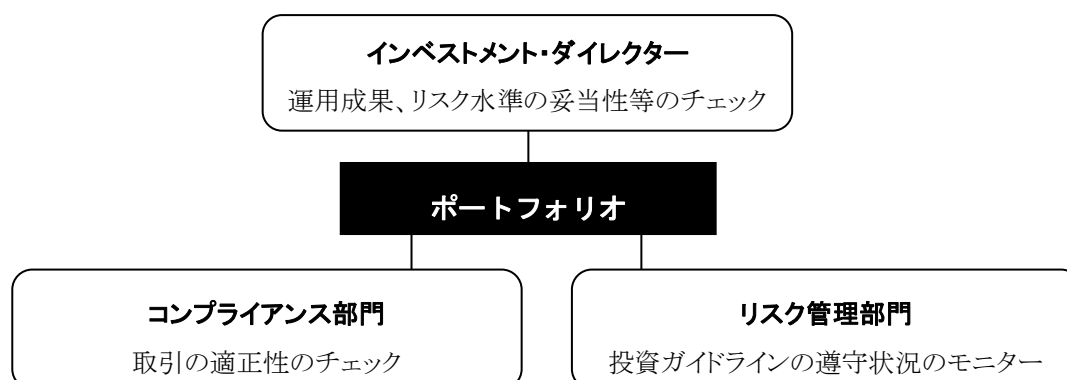 インベストメント・ダイレクター
運用成果、リスク水準の妥当性等のチェック
ポートフォリオ
コンプライアンス部門
取引の適正性のチェック
リスク管理部門
投資ガイドラインの遵守状況のモニター